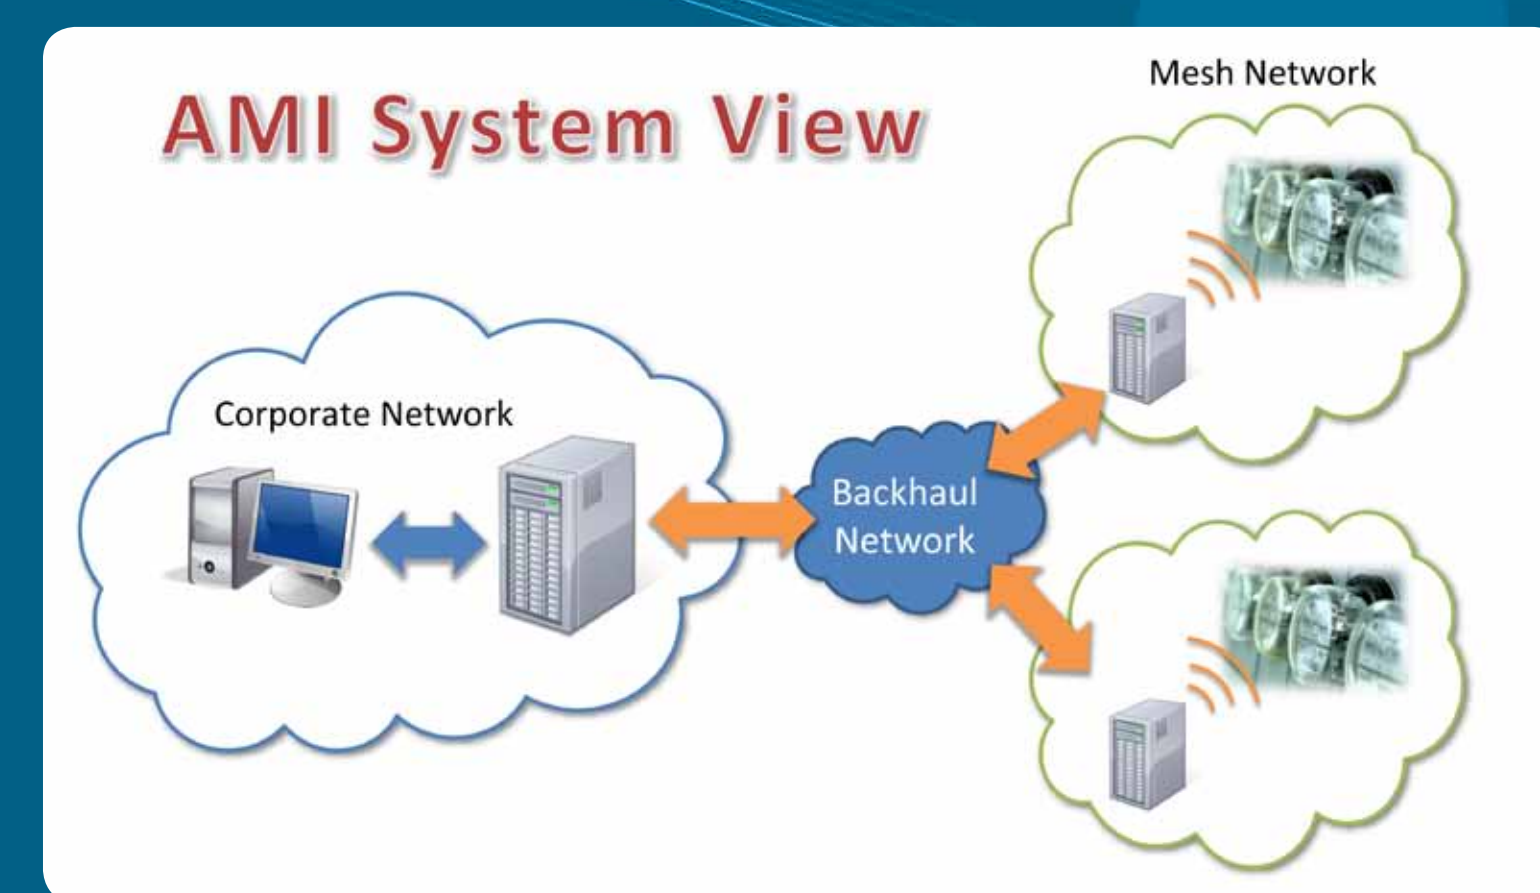 AMI System View
Mesh Network
Corporate Network
Backhaul
Network